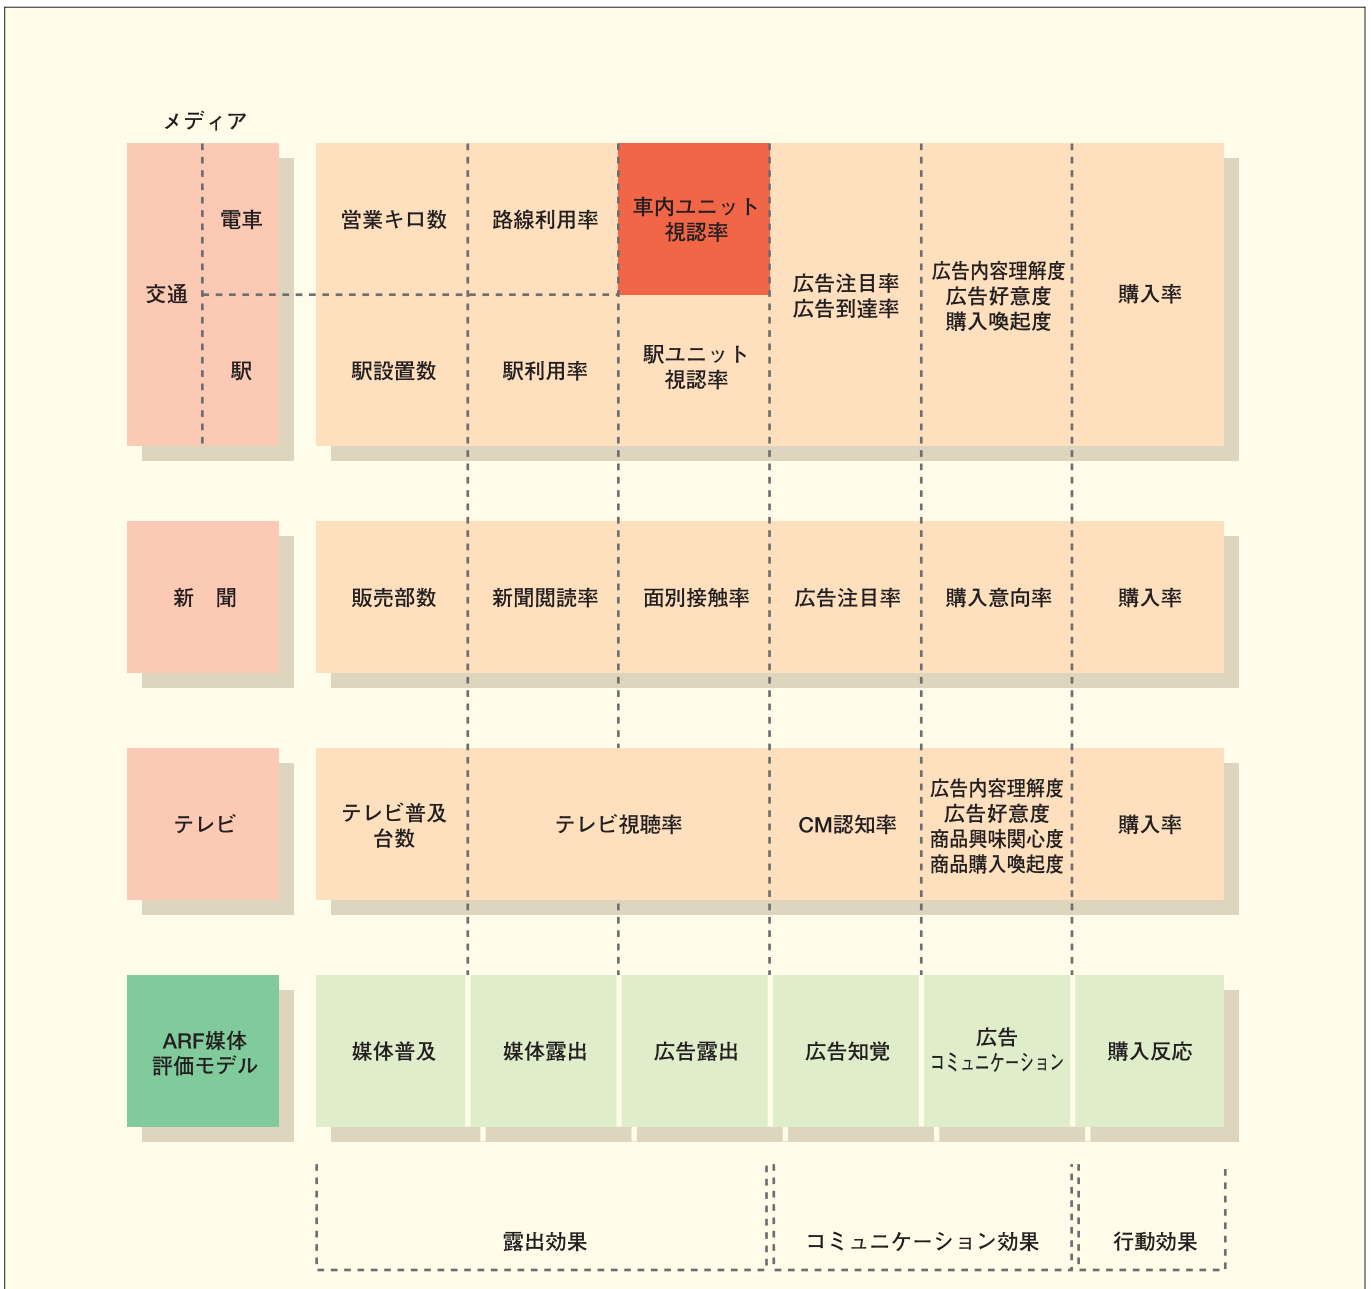 メディア
交通
電車
営業キロ数
路線利用率
車内ユニット
視認率
駅
駅設置数
駅利用率
駅ユニット
視認率
広告注目率
広告到達率
広告内容理解度
広告好意度
購入喚起度
購入率
新　聞
販売部数
新聞閲読率
面別接触率
広告注目率
購入意向率
購入率
テレビ
テレビ普及
台数
テレビ視聴率
CM認知率
広告内容理解度
広告好意度
商品興味関心度
商品購入喚起度
購入率
ARF媒体
評価モデル
媒体普及
媒体露出
広告露出
広告知覚
広告
コミュニケーション
購入反応
露出効果
コミュニケーション効果
行動効果